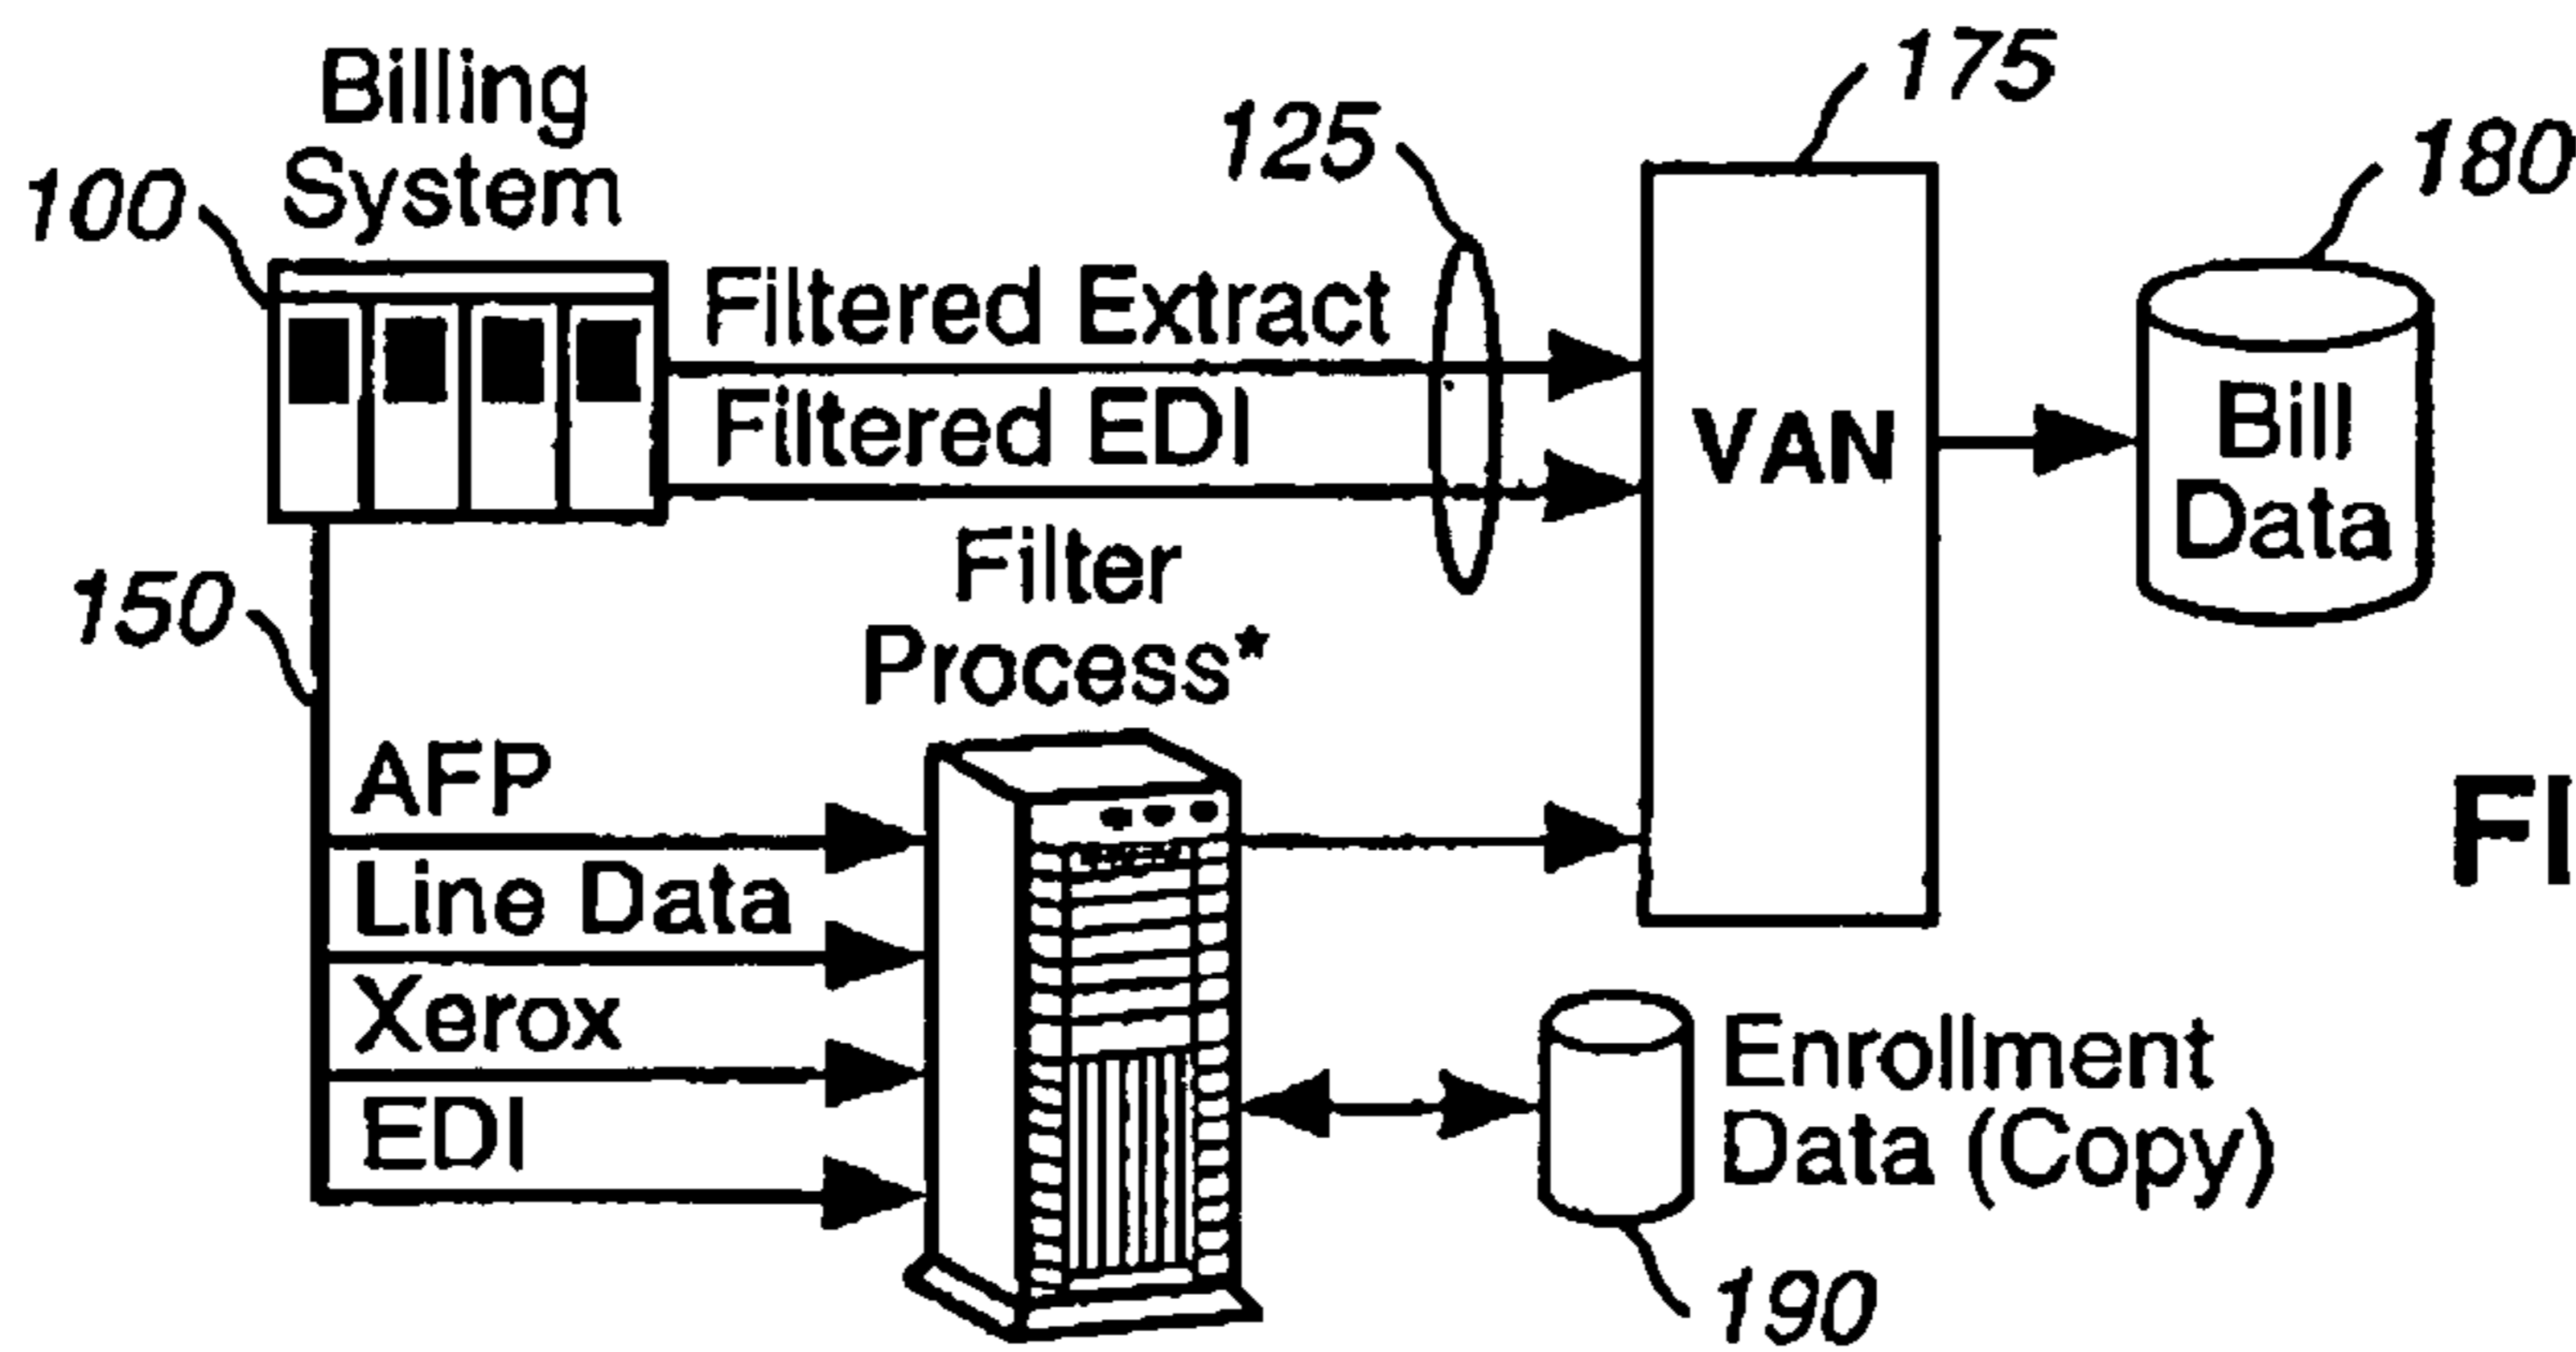 Billing
System
100
125
175
180
Filtered Extract
Filtered EDI
VAN
Bill
Data
150
Filter
Process*
AFP
Line Data
Xerox
EDI
Enrollment
Data (Copy)
190
FI